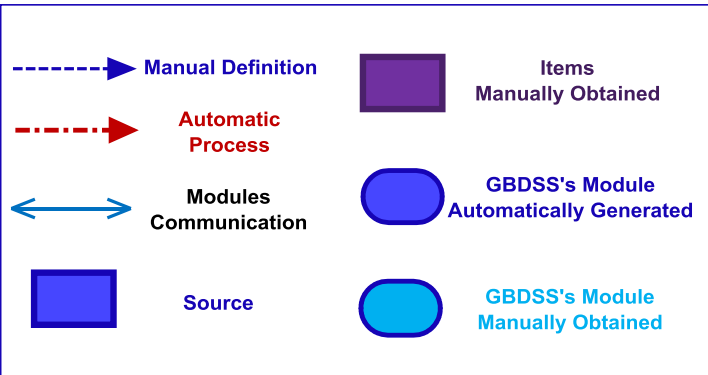 Manual Definition
Automatic
Process
Modules
Communication
Source
Items
Manually Obtained
GBDSS's Module
Automatically Generated
GBDSS's Module
Manually Obtained